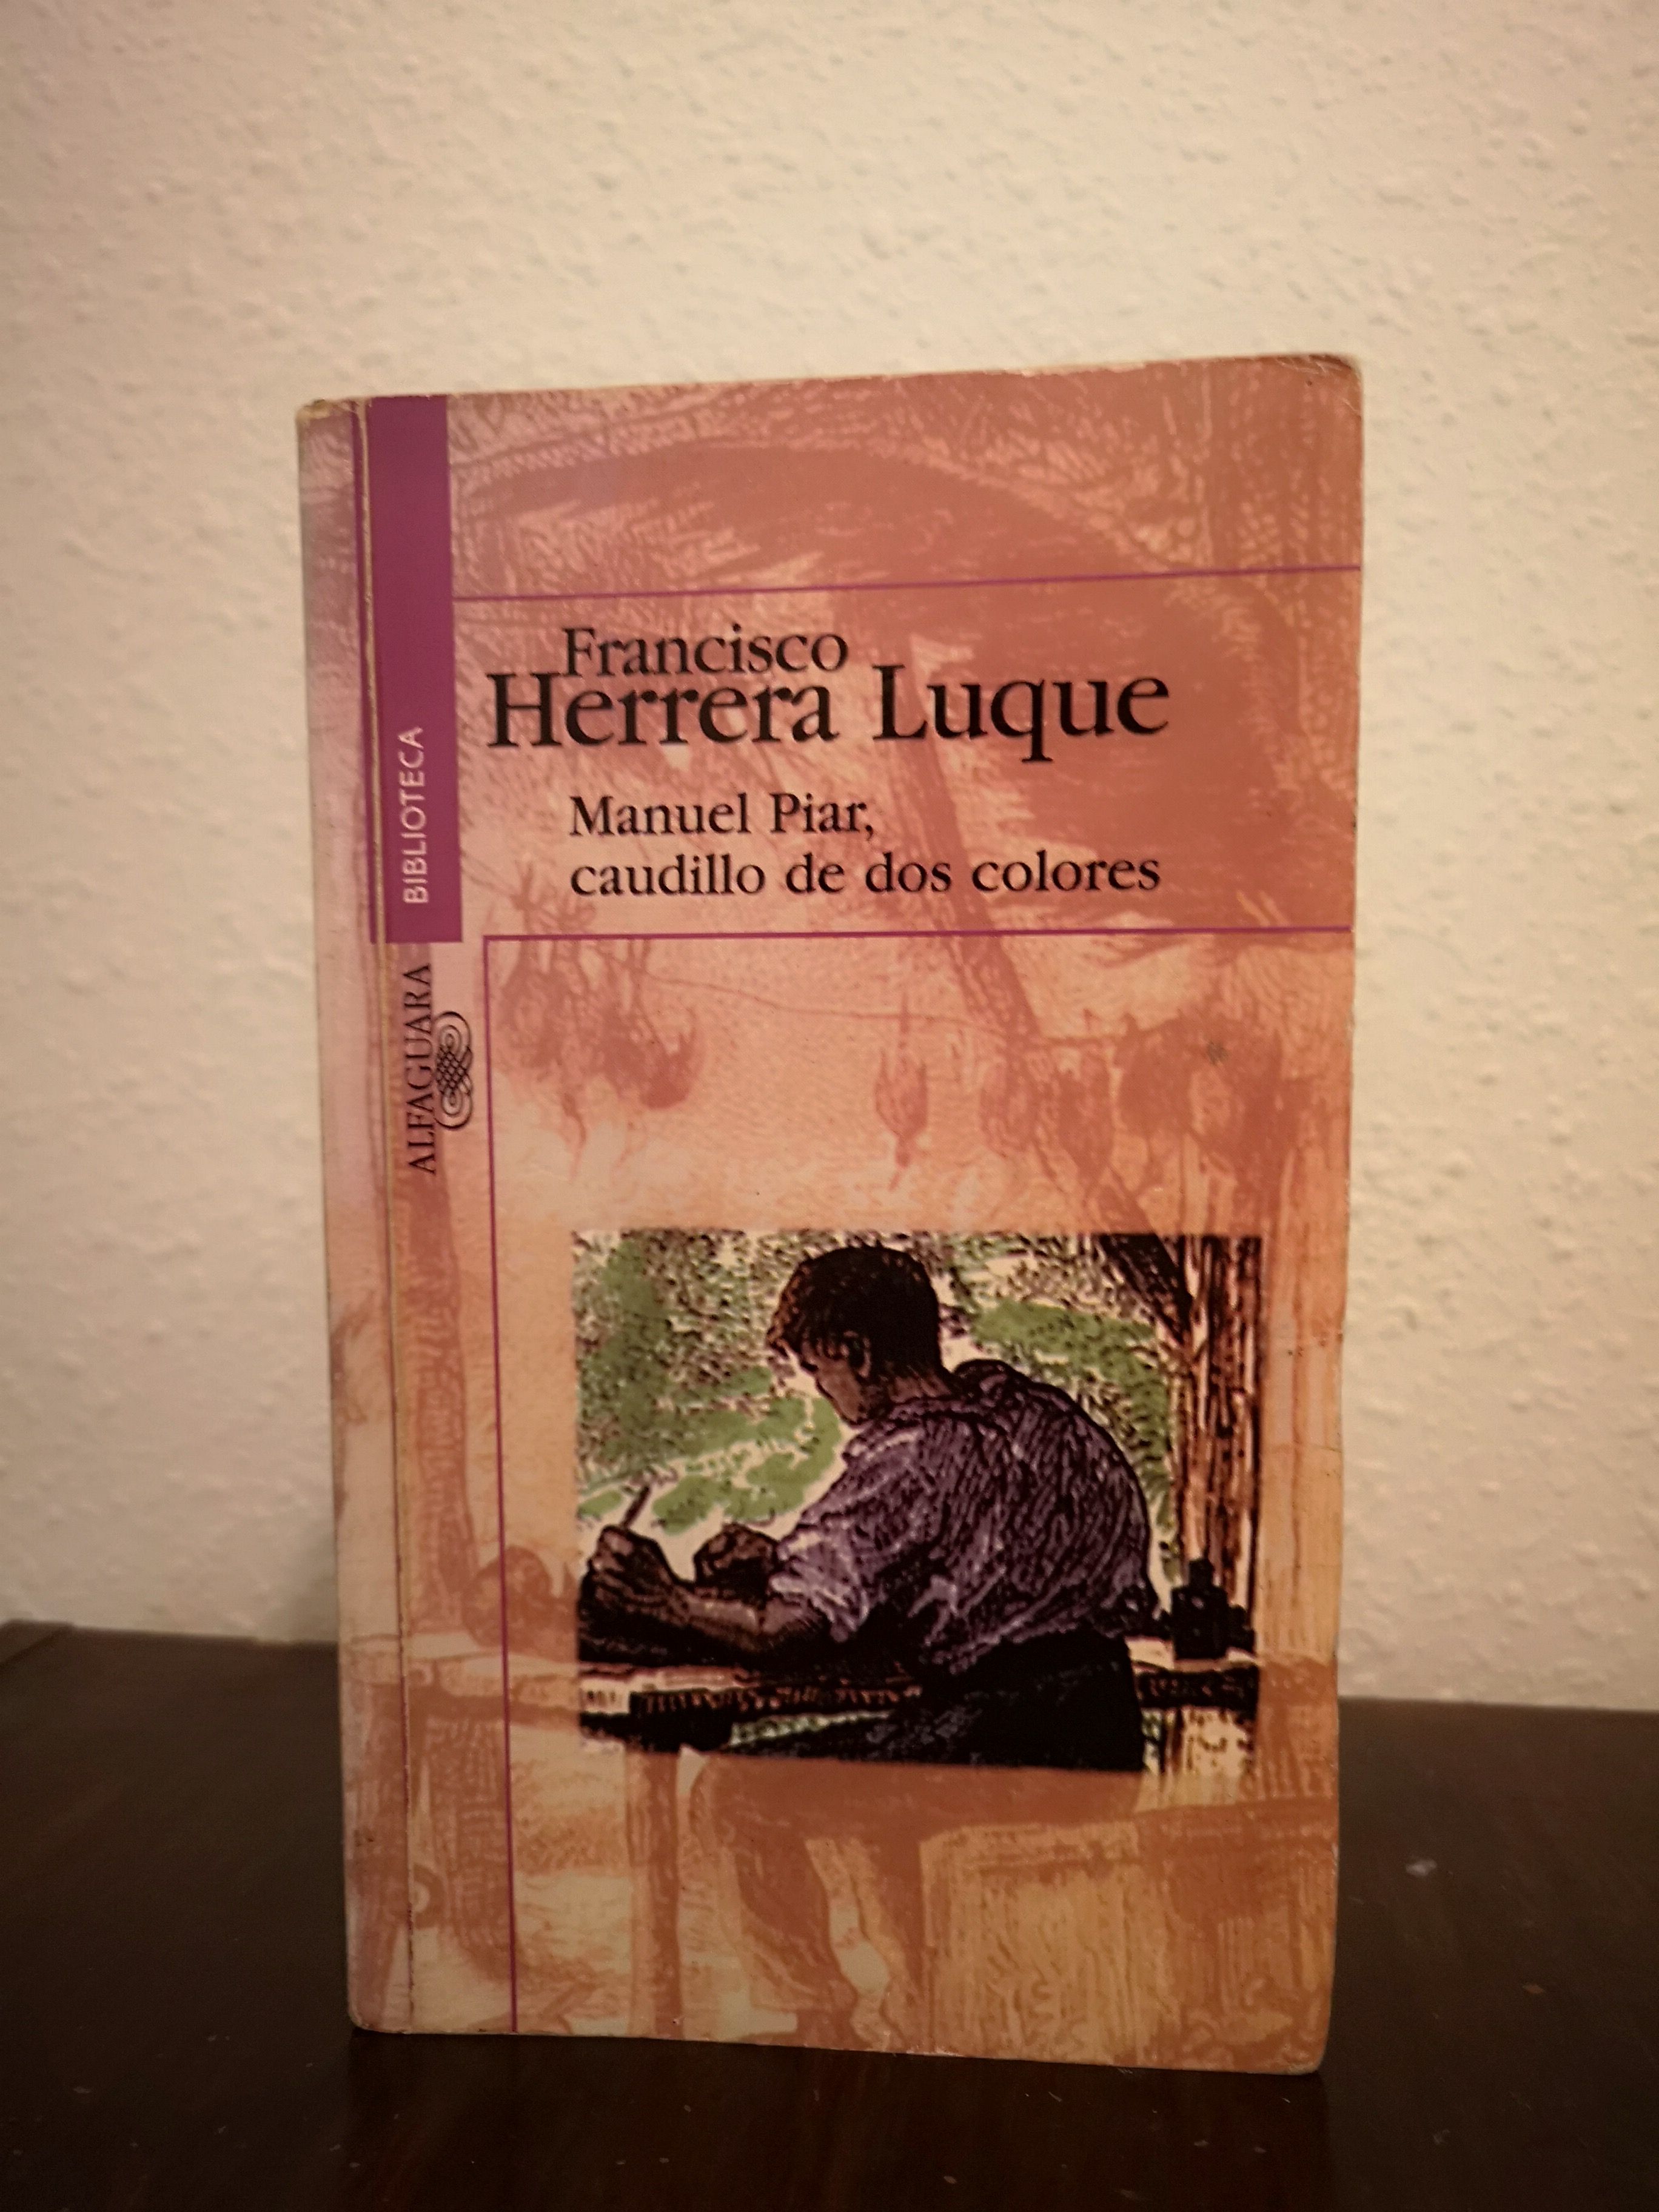 Francisco
Herrera Luque
Manuel Piar,
caudillo de dos colores
BIBLIOTECA
ALFAGUARA